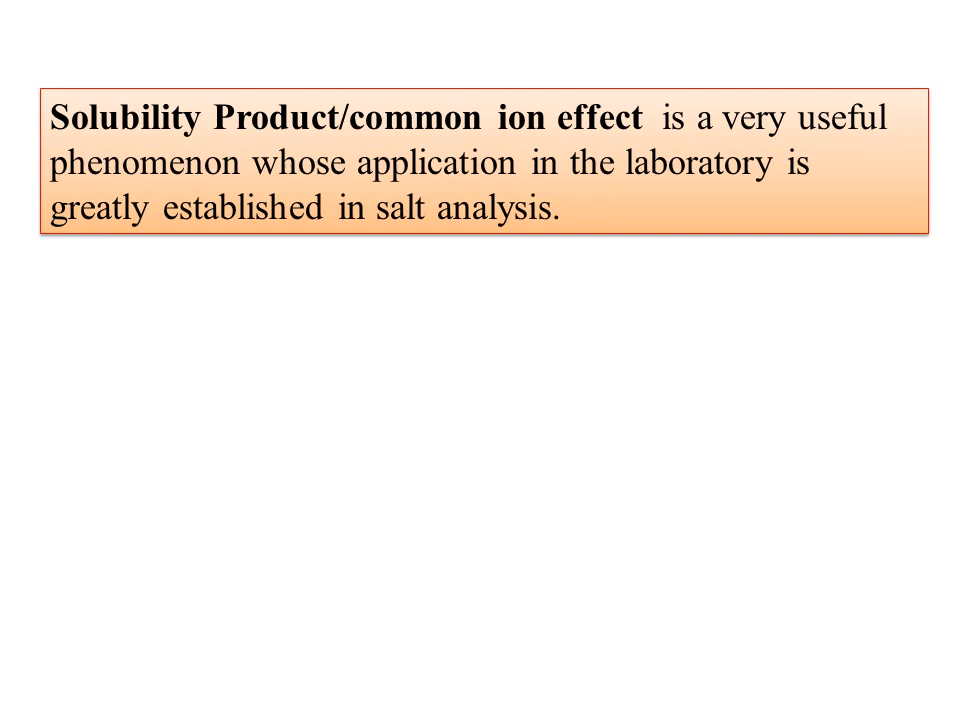 Solubility Product/common ion effect is a very useful
phenomenon whose application in the laboratory is
greatly established in salt analysis.